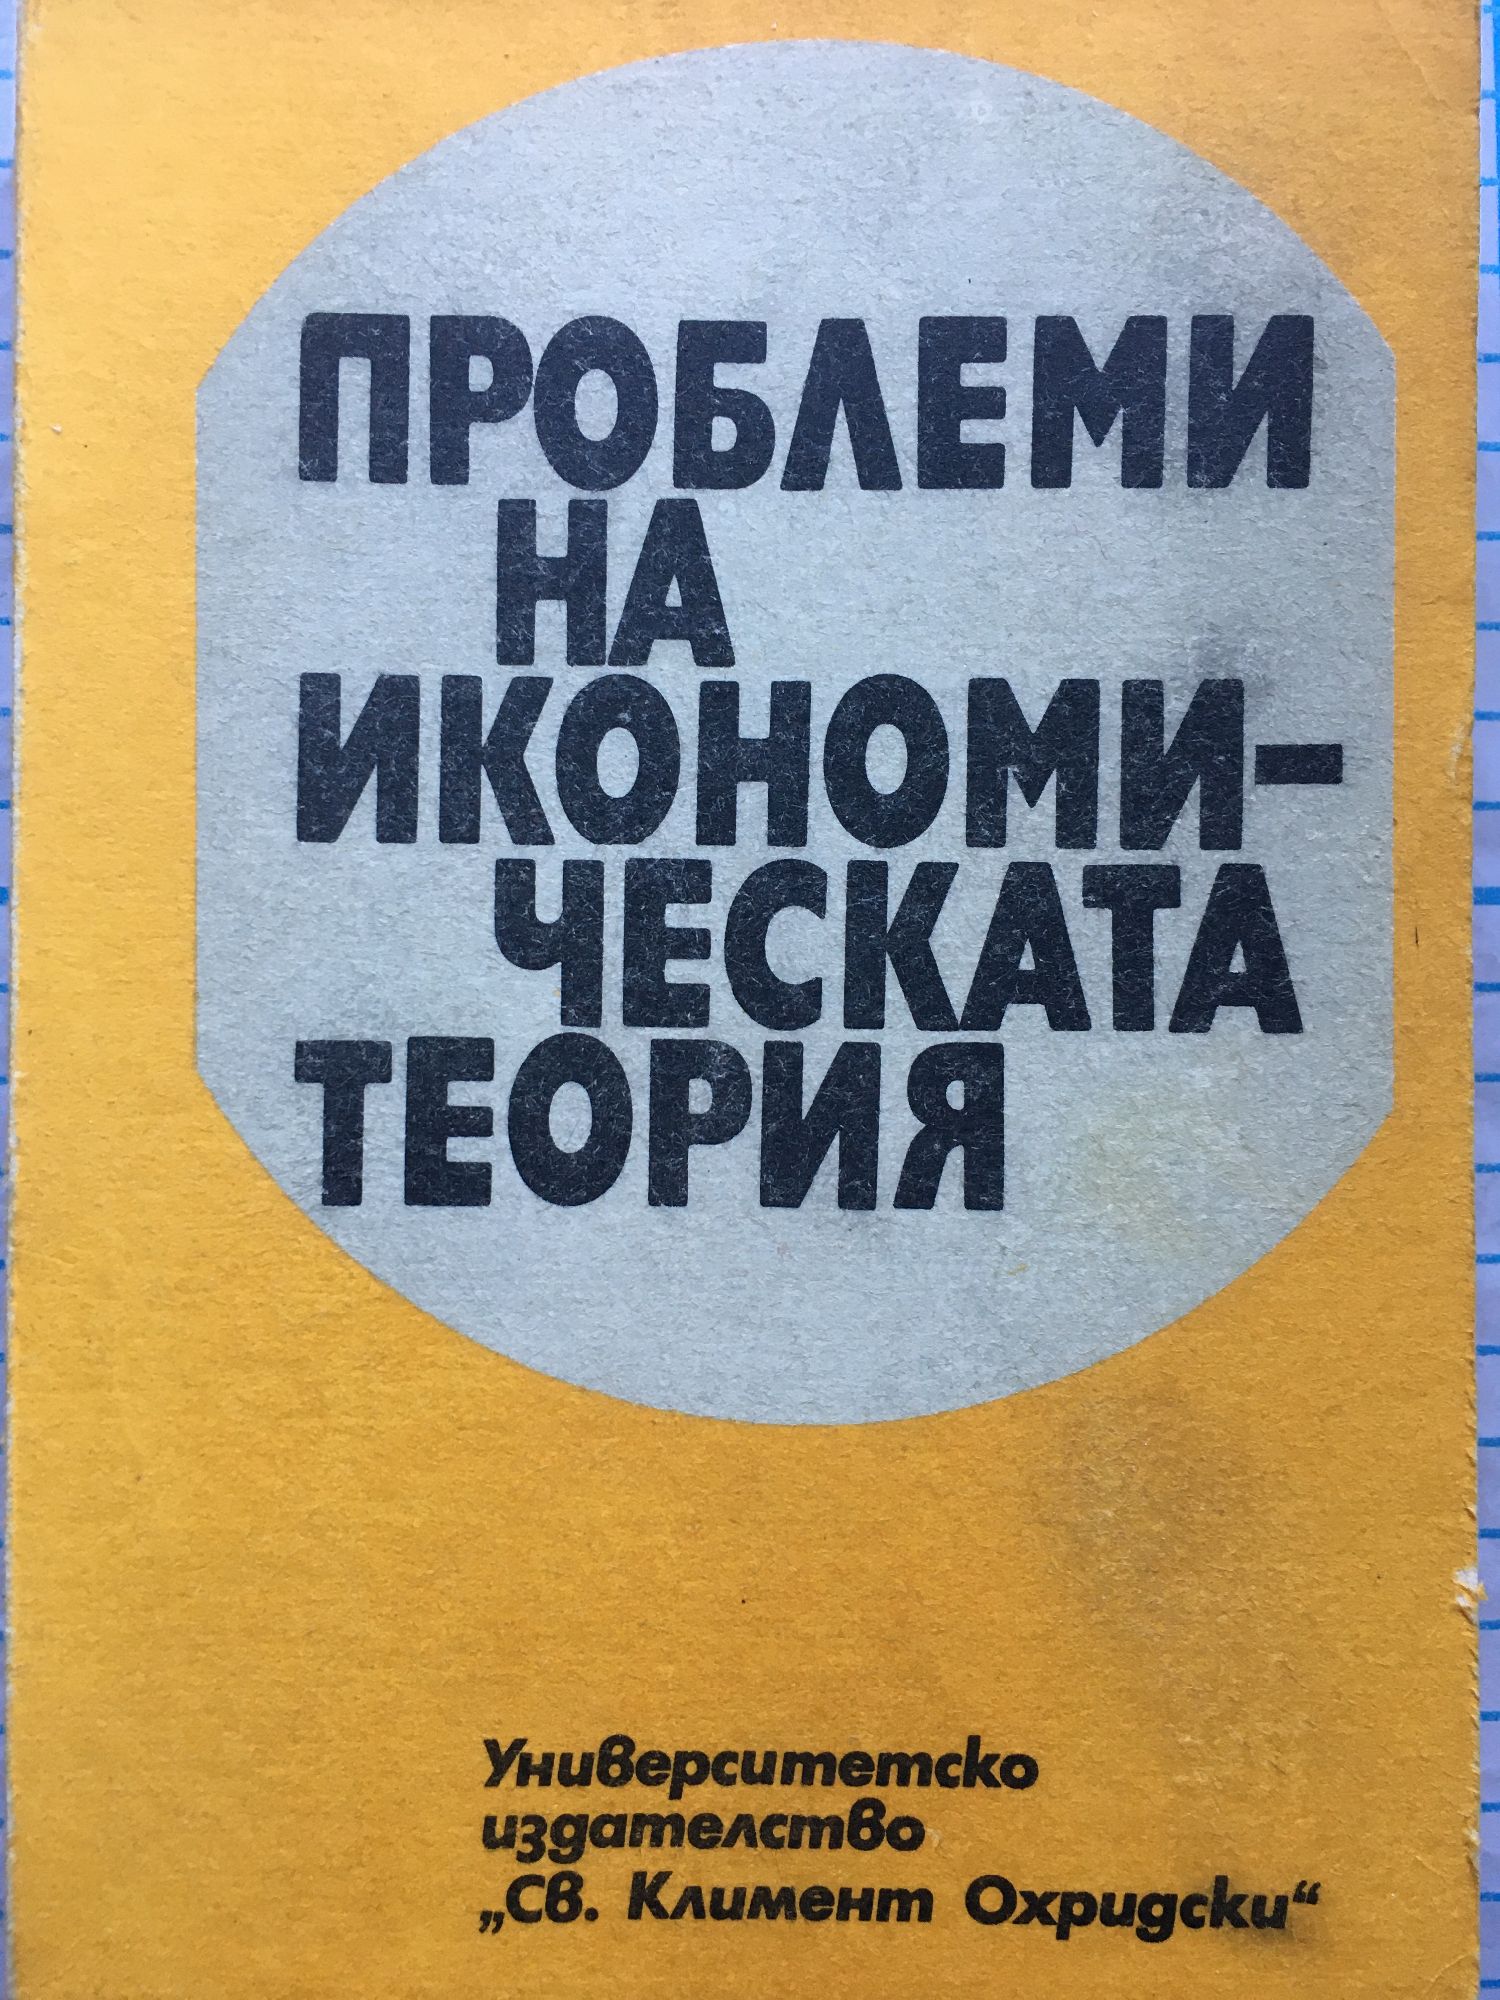 ПРОБЛЕМИ
НА
ИКОНОМИ-
ЧЕСКАТА
ТЕОРИЯ
Университетско
издателство
„Св. Климент Охридски“